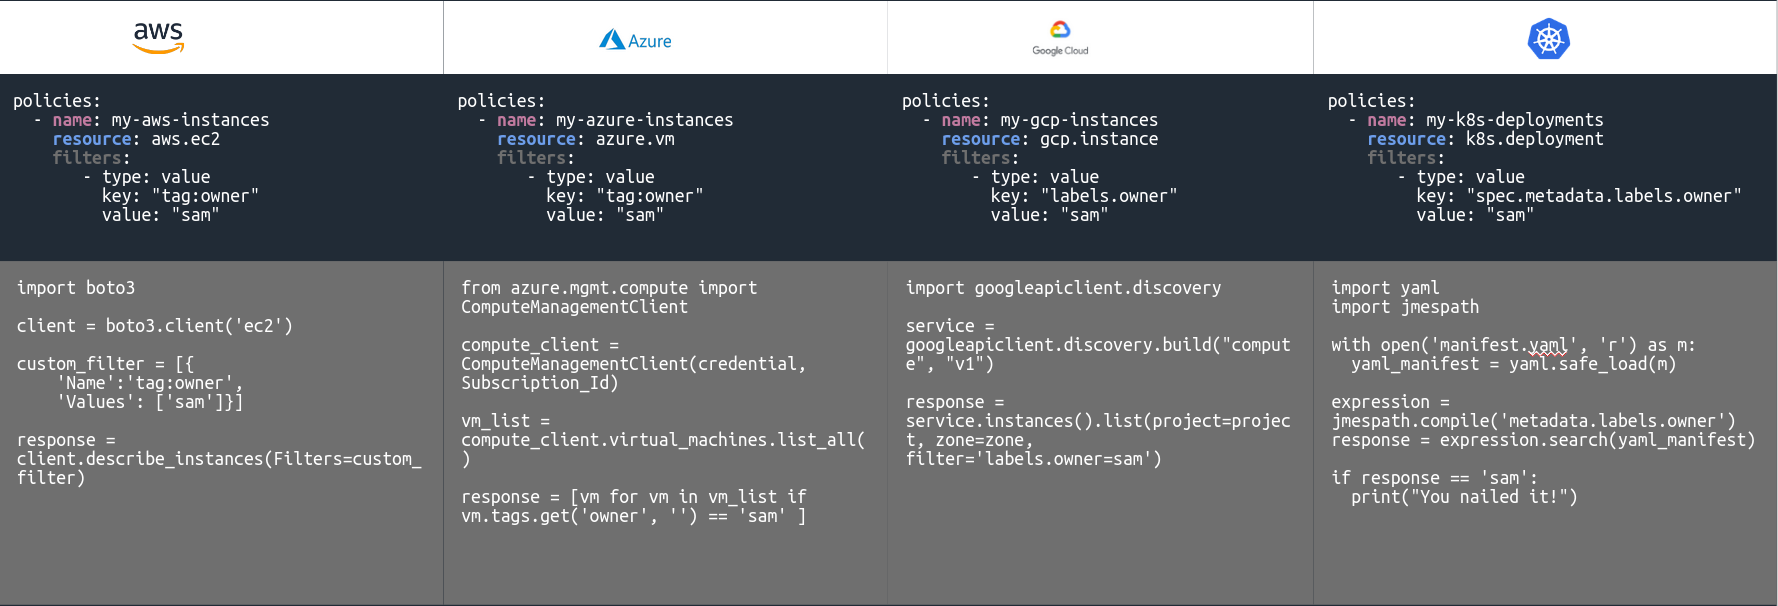 aws
policies:
  - name: my-aws-instances
    resource: aws.ec2
    filters:
       - type: value
         key: "tag:owner"
         value: "sam"
import boto3
client = boto3.client('ec2')
custom_filter = [{
    'Name':'tag:owner',
    'Values': ['sam']}]
response =
client.describe_instances(Filters=custom_
filter)
Azure
policies:
  - name: my-azure-instances
    resource: azure.vm
    filters:
       - type: value
         key: "tag:owner"
         value: "sam"
from azure.mgmt.compute import
ComputeManagementClient
compute_client =
ComputeManagementClient(credential,
Subscription_Id)
vm_list =
compute_client.virtual_machines.list_all(
)
response = [vm for vm in vm_list if
vm.tags.get('owner', '') == 'sam' ]
Google Cloud
policies:
  - name: my-gcp-instances
    resource: gcp.instance
    filters:
       - type: value
         key: "labels.owner"
         value: "sam"
import googleapiclient.discovery
service =
googleapiclient.discovery.build("comput
e", "v1")
response =
service.instances().list(project=projec
t, zone=zone,
filter='labels.owner=sam')
policies:
  - name: my-k8s-deployments
    resource: k8s.deployment
    filters:
       - type: value
         key: "spec.metadata.labels.owner"
         value: "sam"
import yaml
import jmespath
with open('manifest.yaml', 'r') as m:
  yaml_manifest = yaml.safe_load(m)
expression =
jmespath.compile('metadata.labels.owner')
response = expression.search(yaml_manifest)
if response == 'sam':
  print("You nailed it!")